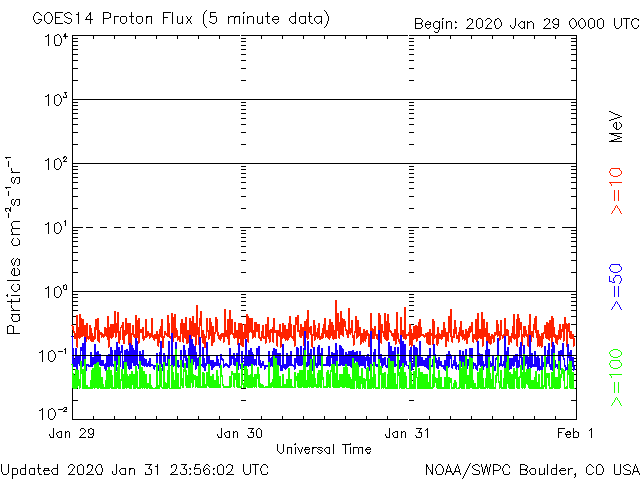 GOES14 Proton Flux (5 minute data)
Begin: 2020 Jan 29 0000 UTC
Particles cm⁻²s⁻¹sr⁻¹
10⁴
10³
10²
10¹
10⁰
10⁻¹
10⁻²
MeV
>=10
>=50
>=100
Jan 29 Jan 30 Jan 31 Feb 1
Universal Time
Updated 2020 Jan 31 23:56:02 UTC
NOAA/SWPC Boulder, CO USA